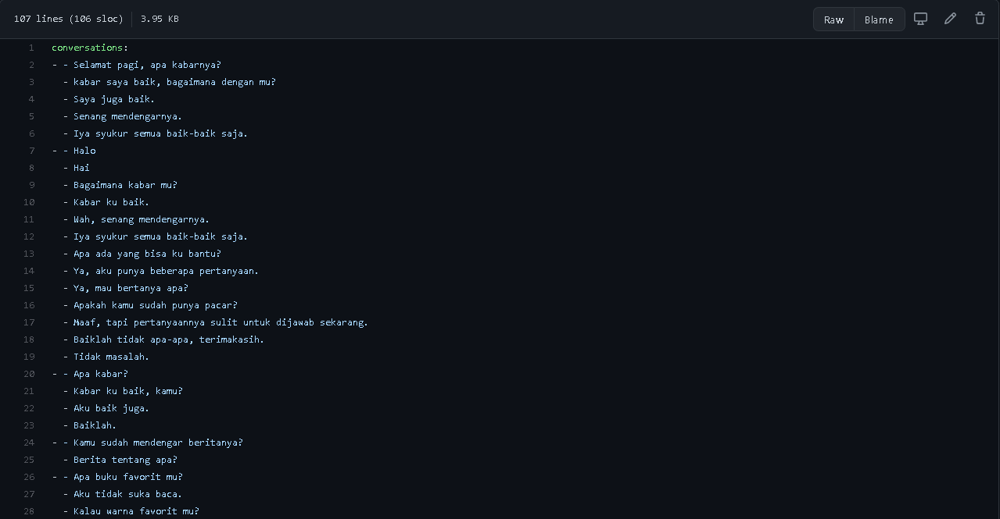 107 lines (106 sloc) 3.95 KB Raw Blame
1 conversations:
2 - - Selamat pagi, apa kabarnya?
3 - kabar saya baik, bagaimana dengan mu?
4 - Saya juga baik.
5 - Senang mendengarnya.
6 - Iya syukur semua baik-baik saja.
7 - - Halo
8 - Hai
9 - Bagaimana kabar mu?
10 - Kabar ku baik.
11 - Wah, senang mendengarnya.
12 - Iya syukur semua baik-baik saja.
13 - Apa ada yang bisa ku bantu?
14 - Ya, aku punya beberapa pertanyaan.
15 - Ya, mau bertanya apa?
16 - Apakah kamu sudah punya pacar?
17 - Maaf, tapi pertanyaannya sulit untuk dijawab sekarang.
18 - Baiklah tidak apa-apa, terimakasih.
19 - Tidak masalah.
20 - - Apa kabar?
21 - Kabar ku baik, kamu?
22 - Aku baik juga.
23 - Baiklah.
24 - - Kamu sudah mendengar beritanya?
25 - Berita tentang apa?
26 - - Apa buku favorit mu?
27 - Aku tidak suka baca.
28 - Kalau warna favorit mu?